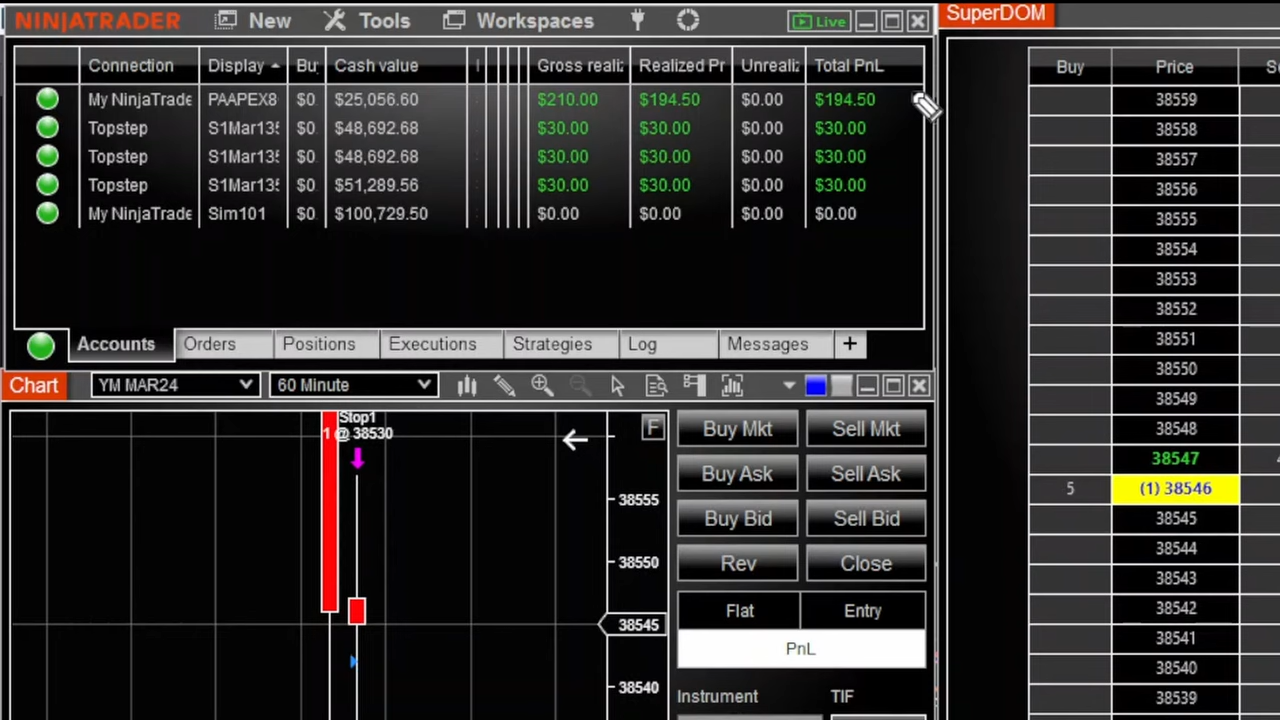 NINJATRADER New Tools Workspaces Live
Connection Display Bu Cash value Gross reali Realized Pr Unreali Total PnL
My NinjaTrade PAAPEX8 $0 $25,056.60 $210.00 $194.50 $0.00 $194.50
Topstep S1Mar135 $0 $48,692.68 $30.00 $30.00 $0.00 $30.00
Topstep S1Mar135 $0 $48,692.68 $30.00 $30.00 $0.00 $30.00
Topstep S1Mar135 $0 $51,289.56 $30.00 $30.00 $0.00 $30.00
My NinjaTrade Sim101 $0 $100,729.50 $0.00 $0.00 $0.00 $0.00
Accounts Orders Positions Executions Strategies Log Messages +
Chart YM MAR24 60 Minute
Stop1
1 @ 38530
F
38555
38550
38545
38540
Buy Mkt Sell Mkt
Buy Ask Sell Ask
Buy Bid Sell Bid
Rev Close
Flat Entry
PnL
Instrument TIF
SuperDOM
Buy Price
38559
38558
38557
38556
38555
38554
38553
38552
38551
38550
38549
38548
38547
5 (1) 38546
38545
38544
38543
38542
38541
38540
38539